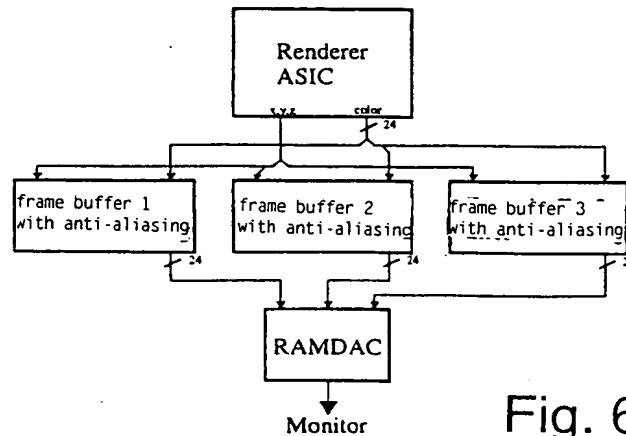 Renderer
ASIC
x,y,z
color
24
frame buffer 1
with anti-aliasing
frame buffer 2
with anti-aliasing
frame buffer 3
with anti-aliasing
24
24
RAMDAC
Monitor
Fig. 6